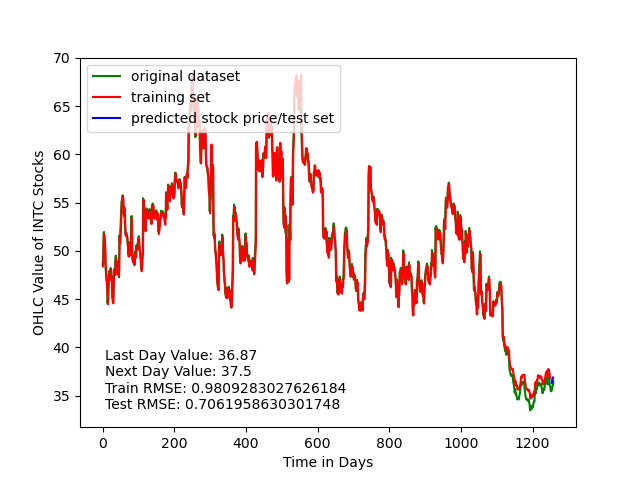 original dataset
training set
predicted stock price/test set
OHLC Value of INTC Stocks
70
65
60
55
50
45
40
35
Last Day Value: 36.87
Next Day Value: 37.5
Train RMSE: 0.9809283027626184
Test RMSE: 0.7061958630301748
0 200 400 600 800 1000 1200
Time in Days